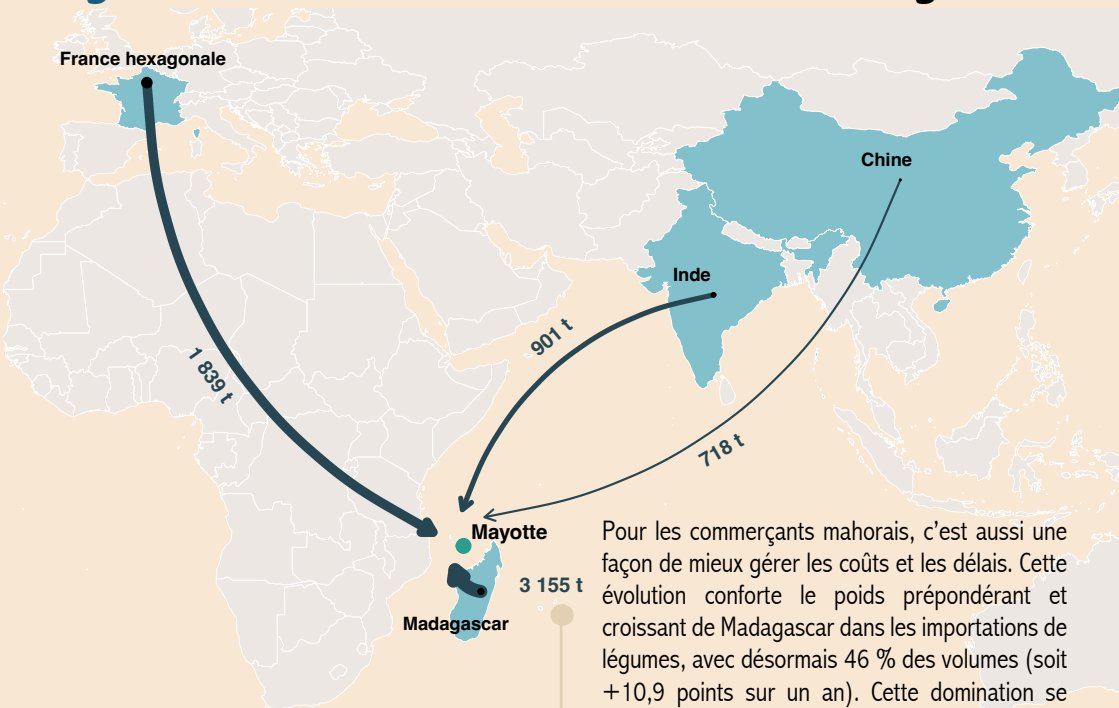 France hexagonale
Chine
Inde
901 t
1 839 t
718 t
Mayotte
3 155 t
Madagascar
Pour les commerçants mahorais, c’est aussi une
façon de mieux gérer les coûts et les délais. Cette
évolution conforte le poids prépondérant et
croissant de Madagascar dans les importations de
légumes, avec désormais 46 % des volumes (soit
+10,9 points sur un an). Cette domination se